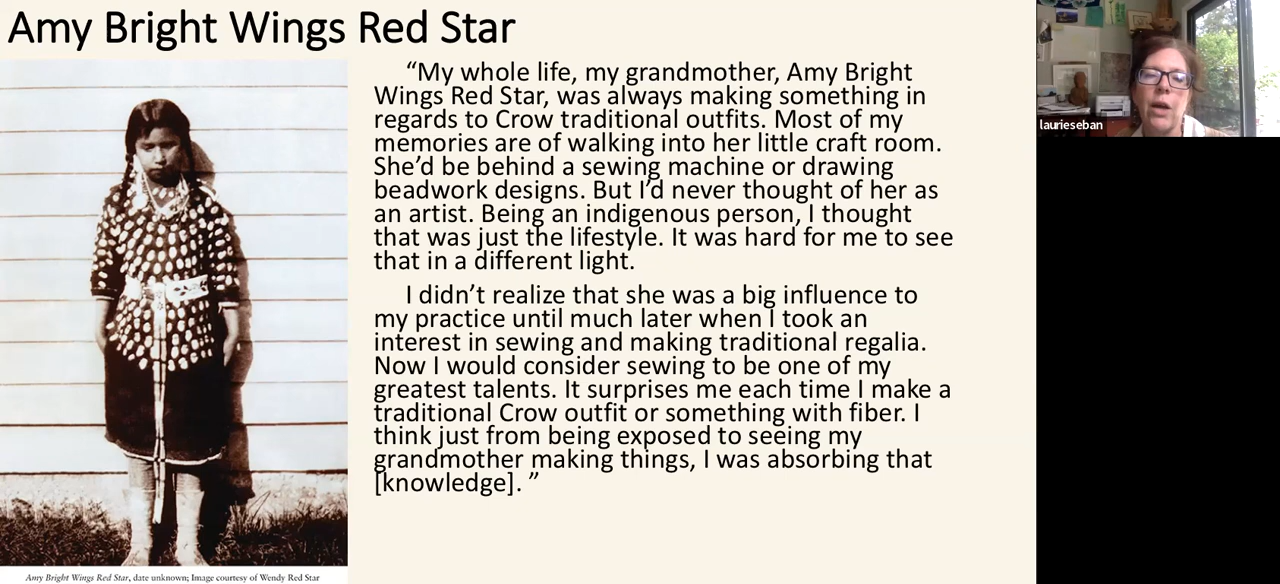 Amy Bright Wings Red Star
“My whole life, my grandmother, Amy Bright
Wings Red Star, was always making something in
regards to Crow traditional outfits. Most of my
memories are of walking into her little craft room.
She’d be behind a sewing machine or drawing
beadwork designs. But I’d never thought of her as
an artist. Being an indigenous person, I thought
that was just the lifestyle. It was hard for me to see
that in a different light.
I didn’t realize that she was a big influence to
my practice until much later when I took an
interest in sewing and making traditional regalia.
Now I would consider sewing to be one of my
greatest talents. It surprises me each time I make a
traditional Crow outfit or something with fiber. I
think just from being exposed to seeing my
grandmother making things, I was absorbing that
[knowledge]. ”
Amy Bright Wings Red Star, date unknown; Image courtesy of Wendy Red Star
laurieseban